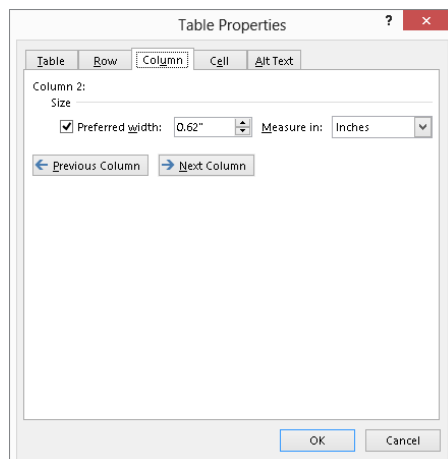 Table Properties ? ×
Table Row Column Cell Alt Text
Column 2:
Size
Preferred width: 0.62" Measure in: Inches
Previous Column Next Column
OK Cancel